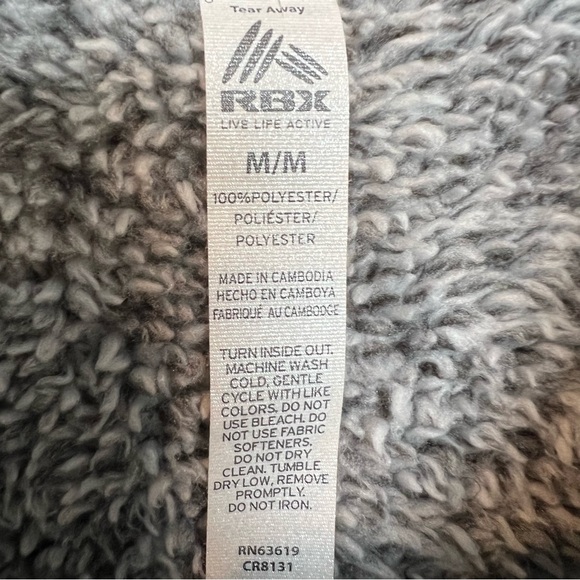 Tear Away
RBX
LIVE LIFE ACTIVE
M/M
100%POLYESTER/
POLIÉSTER/
POLYESTER
MADE IN CAMBODIA
HECHO EN CAMBOYA
FABRIQUÉ AU CAMBODGE
TURN INSIDE OUT.
MACHINE WASH
COLD, GENTLE
CYCLE WITH LIKE
COLORS. DO NOT
USE BLEACH. DO
NOT USE FABRIC
SOFTENERS.
DO NOT DRY
CLEAN. TUMBLE
DRY LOW, REMOVE
PROMPTLY.
DO NOT IRON.
RN63619
CR8131